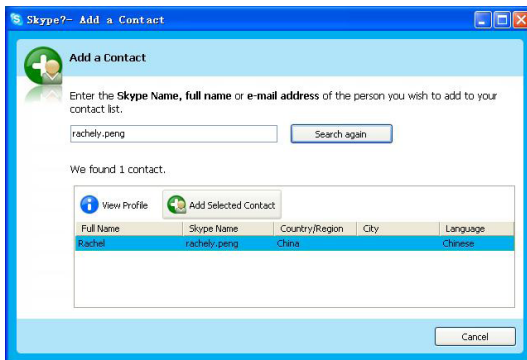 Skype?- Add a Contact
Add a Contact
Enter the Skype Name, full name or e-mail address of the person you wish to add to your
contact list.
rachely.peng
Search again
We found 1 contact.
View Profile
Add Selected Contact
Full Name Skype Name Country/Region City Language
Rachel rachely.peng China Chinese
Cancel